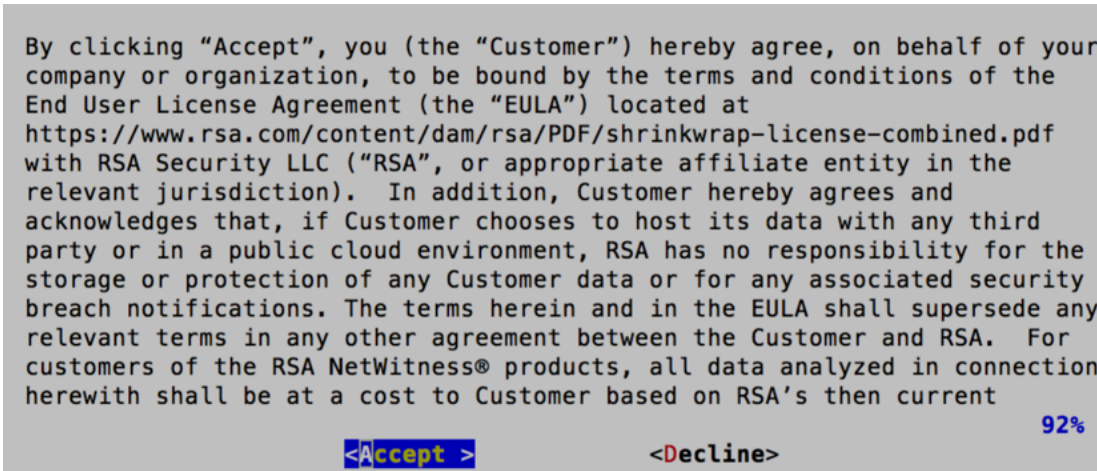 By clicking “Accept”, you (the “Customer”) hereby agree, on behalf of your
company or organization, to be bound by the terms and conditions of the
End User License Agreement (the “EULA”) located at
https://www.rsa.com/content/dam/rsa/PDF/shrinkwrap-license-combined.pdf
with RSA Security LLC (“RSA”, or appropriate affiliate entity in the
relevant jurisdiction).  In addition, Customer hereby agrees and
acknowledges that, if Customer chooses to host its data with any third
party or in a public cloud environment, RSA has no responsibility for the
storage or protection of any Customer data or for any associated security
breach notifications. The terms herein and in the EULA shall supersede any
relevant terms in any other agreement between the Customer and RSA.  For
customers of the RSA NetWitness® products, all data analyzed in connection
herewith shall be at a cost to Customer based on RSA’s then current
92%
<Accept > <Decline>